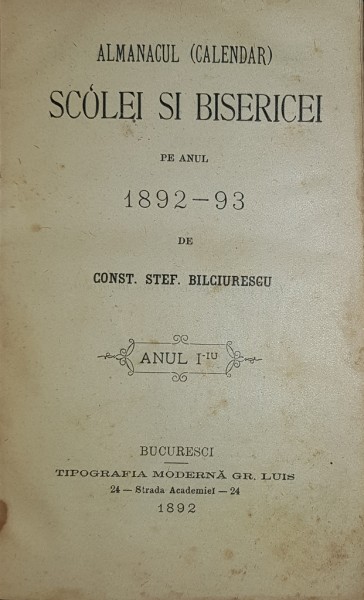 ALMANACUL (CALENDAR)
SCÓLEI SI BISERICEI
PE ANUL
1892-93
DE
CONST. STEF. BILCIURESCU
ANUL I-IU
BUCURESCI
TIPOGRAFIA MODERNĂ GR. LUIS
24 — Strada Academiei — 24
1892